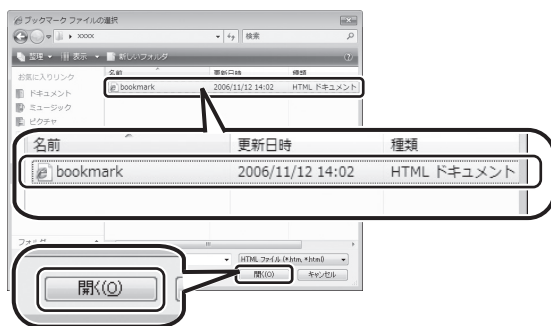 ブックマーク ファイルの選択
xxxx
検索
整理 表示 新しいフォルダ
お気に入りリンク
ドキュメント
ミュージック
ピクチャ
名前 更新日時 種類
bookmark 2006/11/12 14:02 HTML ドキュメント
名前 更新日時 種類
bookmark 2006/11/12 14:02 HTML ドキュメント
フォルダ
HTML ファイル (*.htm, *.html)
開く(O) キャンセル
開く(O)